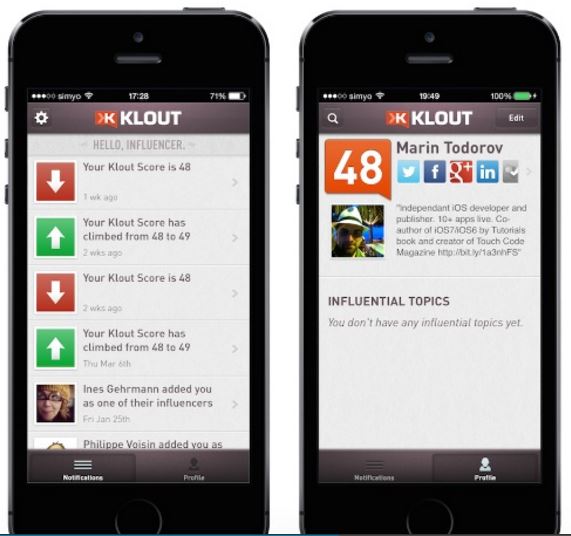 simyo 17:28 71%
KLOUT
HELLO, INFLUENCER.
Your Klout Score is 48
1 wk ago
Your Klout Score has
climbed from 48 to 49
2 wks ago
Your Klout Score is 48
2 wks ago
Your Klout Score has
climbed from 48 to 49
Thu Mar 6th
Ines Gehrmann added you
as one of their influencers
Fri Jan 25th
Philippe Voisin added you as
Notifications Profile
simyo 19:49 100%
KLOUT Edit
48
Marin Todorov
f g+ in
"Independant iOS developer and
publisher. 10+ apps live. Co-
author of iOS7/iOS6 by Tutorials
book and creator of Touch Code
Magazine http://bit.ly/1a3nhFS"
INFLUENTIAL TOPICS
You don't have any influential topics yet.
Notifications Profile